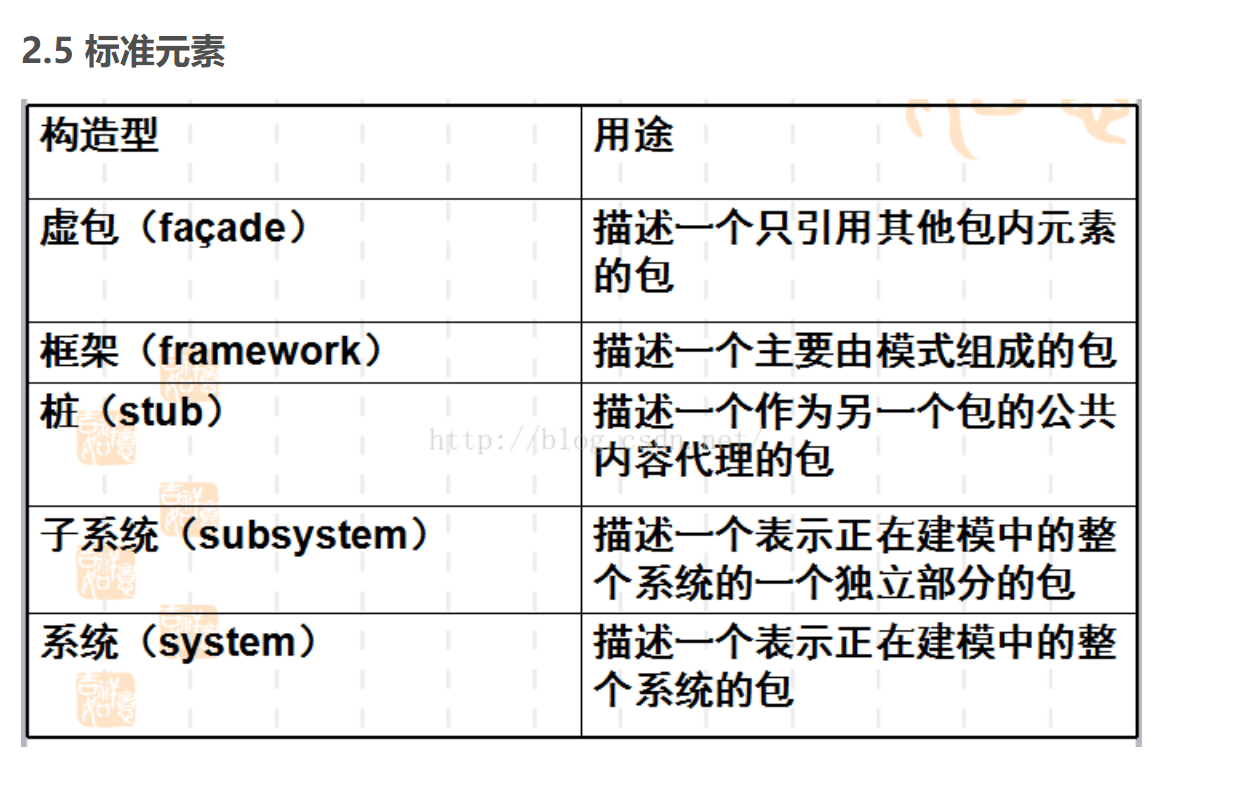 2.5 标准元素
构造型
用途
虚包（façade）
描述一个只引用其他包内元素
的包
框架（framework）
描述一个主要由模式组成的包
桩（stub）
描述一个作为另一个包的公共
内容代理的包
http://blog.csdn.net/
子系统（subsystem）
描述一个表示正在建模中的整
个系统的一个独立部分的包
系统（system）
描述一个表示正在建模中的整
个系统的包